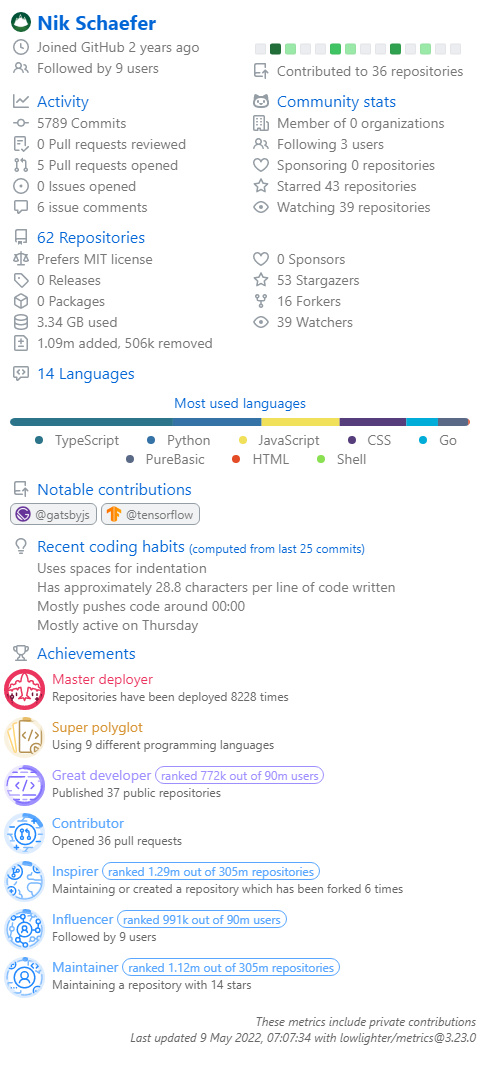 Nik Schaefer
Joined GitHub 2 years ago
Followed by 9 users
Contributed to 36 repositories
Activity
5789 Commits
0 Pull requests reviewed
5 Pull requests opened
0 Issues opened
6 issue comments
Community stats
Member of 0 organizations
Following 3 users
Sponsoring 0 repositories
Starred 43 repositories
Watching 39 repositories
62 Repositories
Prefers MIT license
0 Releases
0 Packages
3.34 GB used
1.09m added, 506k removed
0 Sponsors
53 Stargazers
16 Forkers
39 Watchers
14 Languages
Most used languages
TypeScript Python JavaScript CSS Go
PureBasic HTML Shell
Notable contributions
@gatsbyjs @tensorflow
Recent coding habits (computed from last 25 commits)
Uses spaces for indentation
Has approximately 28.8 characters per line of code written
Mostly pushes code around 00:00
Mostly active on Thursday
Achievements
Master deployer
Repositories have been deployed 8228 times
Super polyglot
Using 9 different programming languages
Great developer ranked 772k out of 90m users
Published 37 public repositories
Contributor
Opened 36 pull requests
Inspirer ranked 1.29m out of 305m repositories
Maintaining or created a repository which has been forked 6 times
Influencer ranked 991k out of 90m users
Followed by 9 users
Maintainer ranked 1.12m out of 305m repositories
Maintaining a repository with 14 stars
These metrics include private contributions
Last updated 9 May 2022, 07:07:34 with lowlighter/metrics@3.23.0